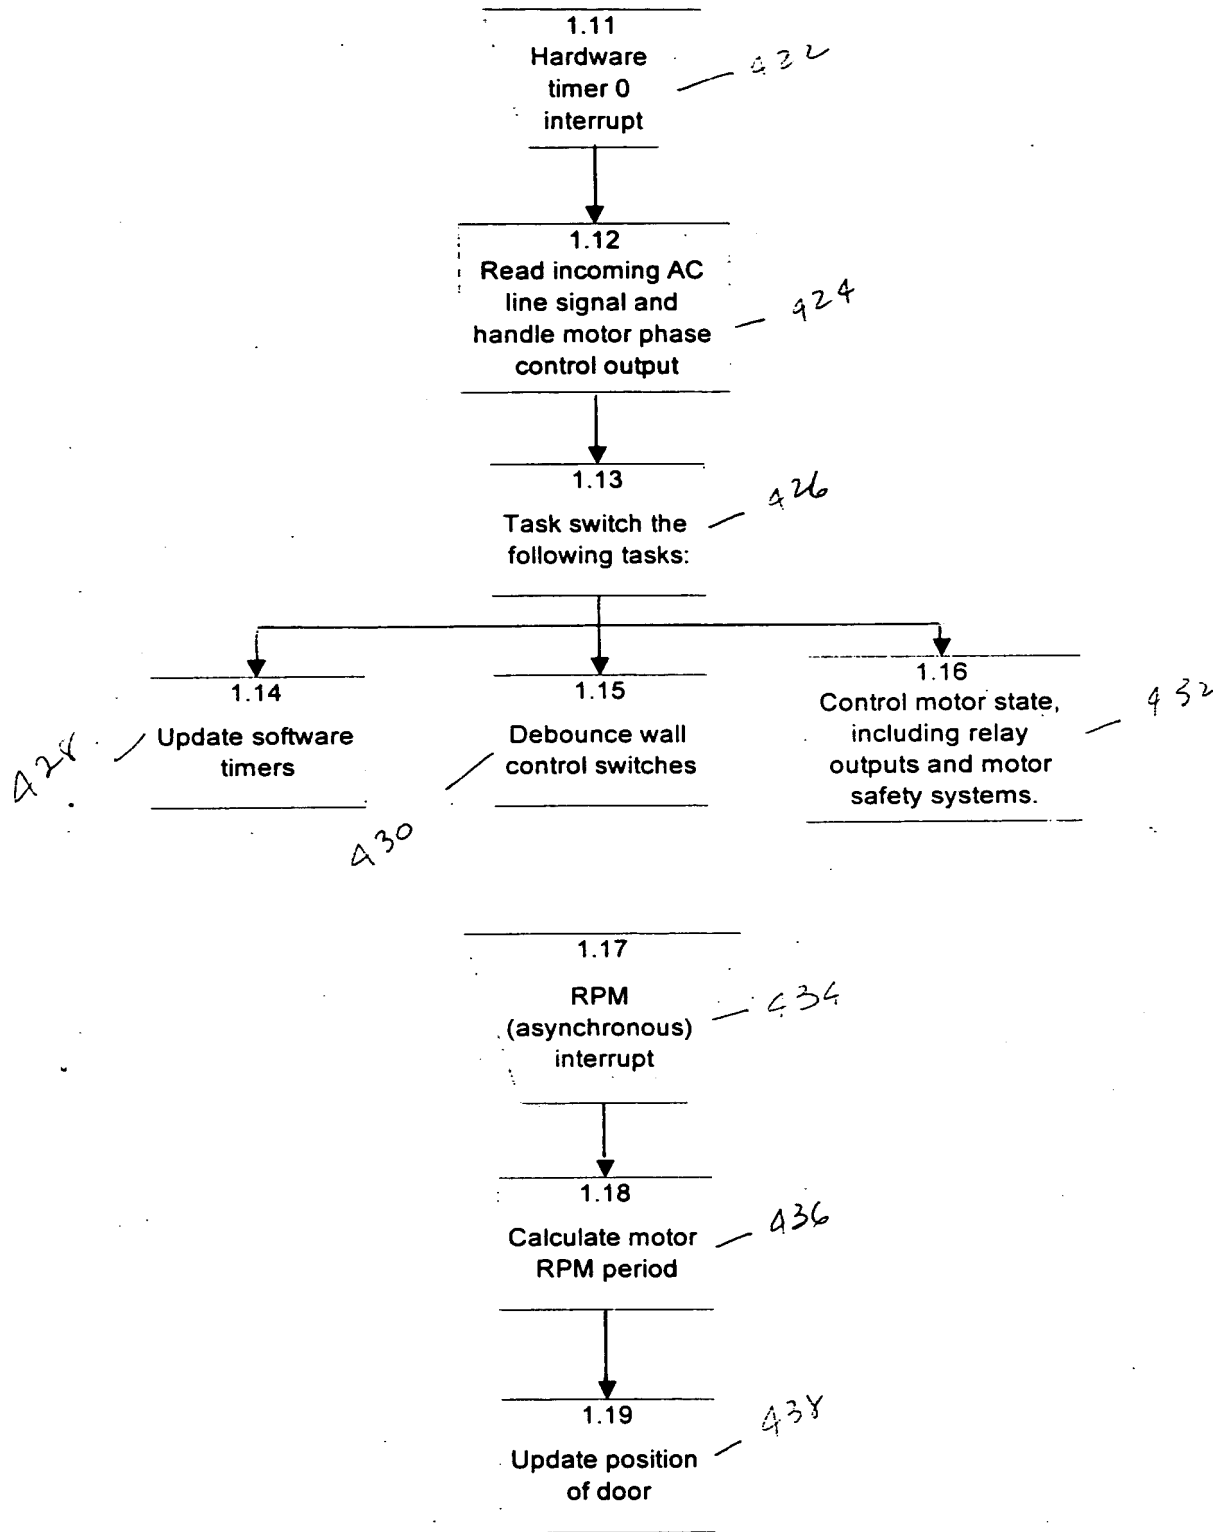 1.11
Hardware
timer 0
interrupt
422
1.12
Read incoming AC
line signal and
handle motor phase
control output
424
1.13
Task switch the
following tasks:
426
1.14
Update software
timers
428
1.15
Debounce wall
control switches
430
1.16
Control motor state,
including relay
outputs and motor
safety systems.
432
1.17
RPM
(asynchronous)
interrupt
434
1.18
Calculate motor
RPM period
436
1.19
Update position
of door
438